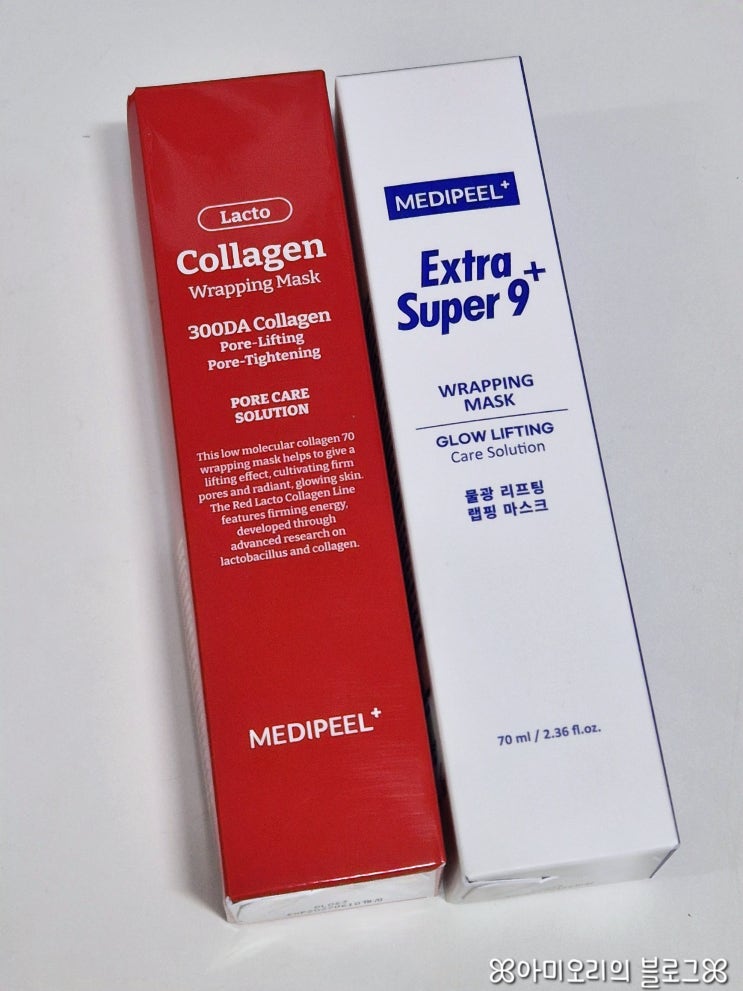 Lacto
Collagen
Wrapping Mask
300DA Collagen
Pore-Lifting
Pore-Tightening
PORE CARE
SOLUTION
This low molecular collagen 70
wrapping mask helps to give a
lifting effect, cultivating firm
pores and radiant, glowing skin.
The Red Lacto Collagen Line
features firming energy,
developed through
advanced research on
lactobacillus and collagen.
MEDIPEEL+
MEDIPEEL+
Extra
Super 9+
WRAPPING
MASK
GLOW LIFTING
Care Solution
물광 리프팅
랩핑 마스크
70 ml / 2.36 fl.oz.
ꕤ아미오리의 블로그ꕤ